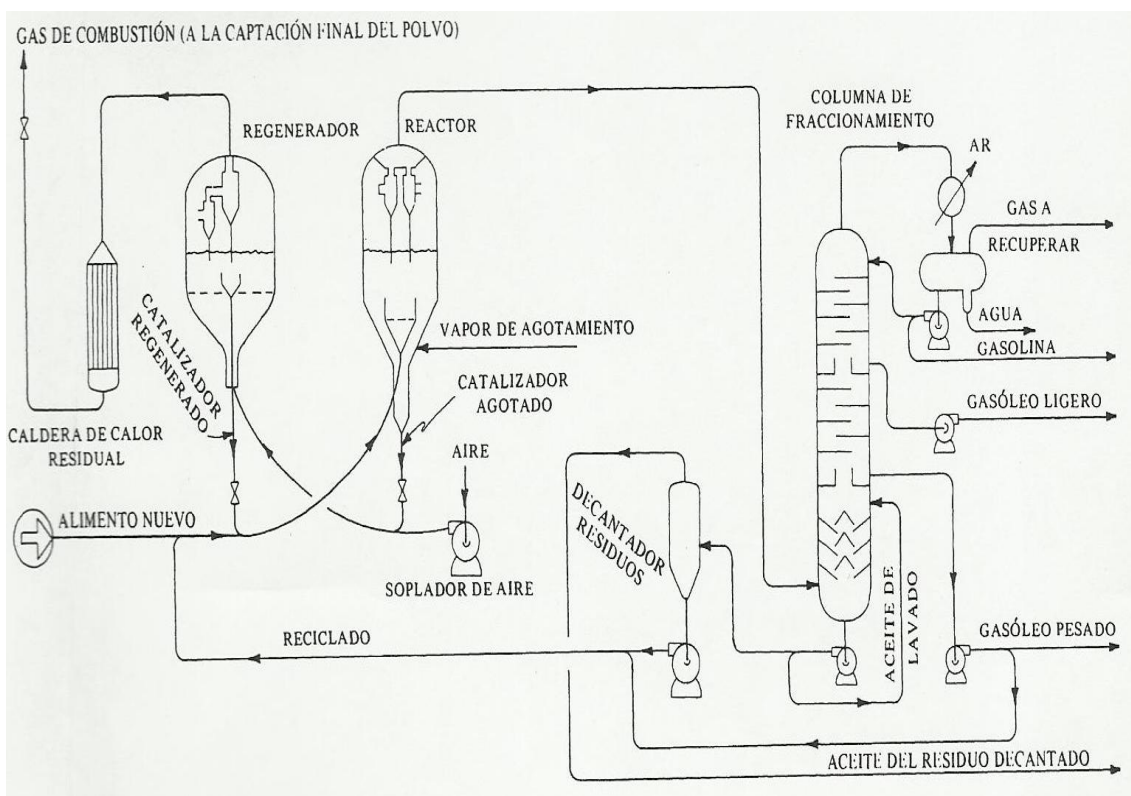 GAS DE COMBUSTIÓN (A LA CAPTACIÓN FINAL DEL POLVO)
REGENERADOR
REACTOR
COLUMNA DE
FRACCIONAMIENTO
AR
GAS A
RECUPERAR
AGUA
GASOLINA
CATALIZADOR
REGENERADO
VAPOR DE AGOTAMIENTO
CATALIZADOR
AGOTADO
GASÓLEO LIGERO
CALDERA DE CALOR
RESIDUAL
AIRE
ALIMENTO NUEVO
DECANTADOR
RESIDUOS
SOPLADOR DE AIRE
ACEITE DE
LAVADO
RECICLADO
GASÓLEO PESADO
ACEITE DEL RESIDUO DECANTADO